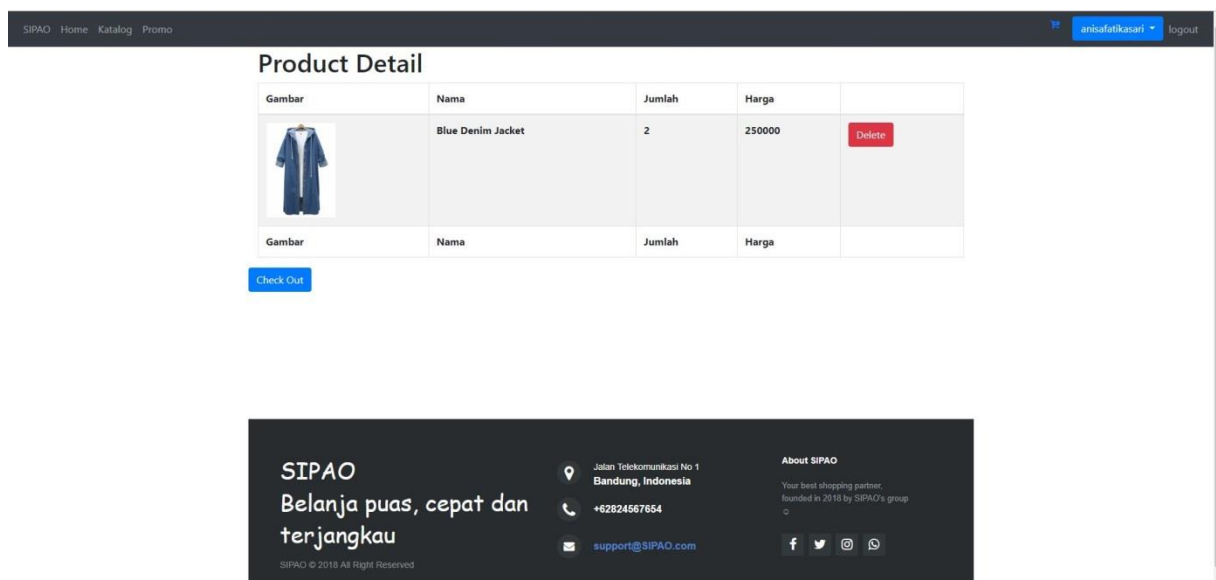 SIPAO Home Katalog Promo anisafatikasari logout
Product Detail
Gambar Nama Jumlah Harga
Blue Denim Jacket 2 250000 Delete
Gambar Nama Jumlah Harga
Check Out
SIPAO
Belanja puas, cepat dan
terjangkau
SIPAO © 2018 All Right Reserved
Jalan Telekomunikasi No 1
Bandung, Indonesia
+62824567654
support@SIPAO.com
About SIPAO
Your best shopping partner,
founded in 2018 by SIPAO's group
☺